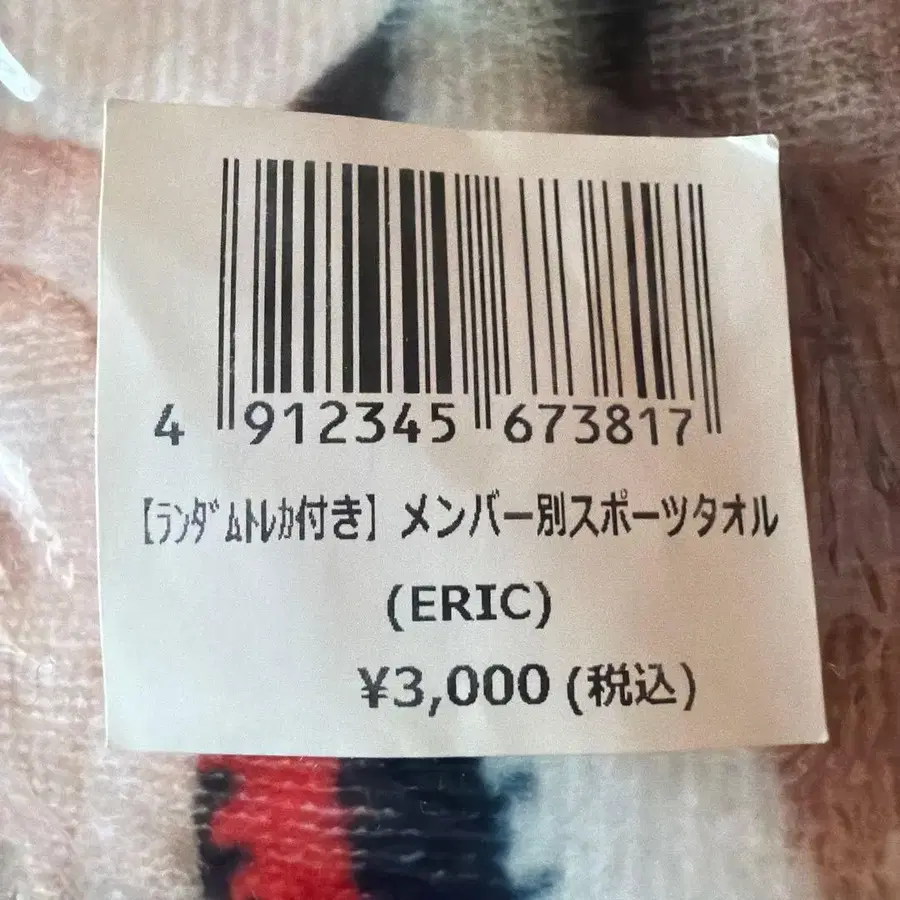 4 912345 673817
【ﾗﾝﾀﾞﾑﾄﾚｶ付き】メンバー別スポーツタオル
(ERIC)
¥3,000(税込)